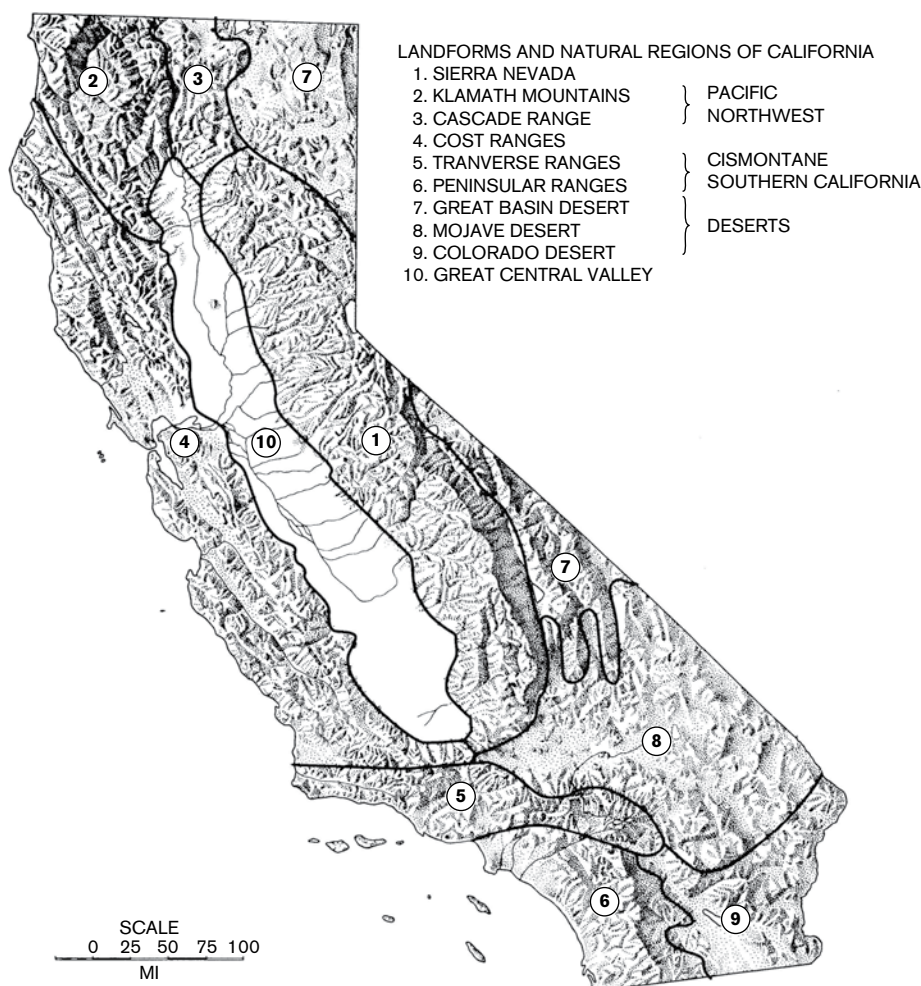 LANDFORMS AND NATURAL REGIONS OF CALIFORNIA
1. SIERRA NEVADA
2. KLAMATH MOUNTAINS
3. CASCADE RANGE
PACIFIC
NORTHWEST
4. COST RANGES
5. TRANVERSE RANGES
6. PENINSULAR RANGES
CISMONTANE
SOUTHERN CALIFORNIA
7. GREAT BASIN DESERT
8. MOJAVE DESERT
9. COLORADO DESERT
DESERTS
10. GREAT CENTRAL VALLEY
2
3
7
4
10
1
7
8
5
6
9
SCALE
0 25 50 75 100
MI